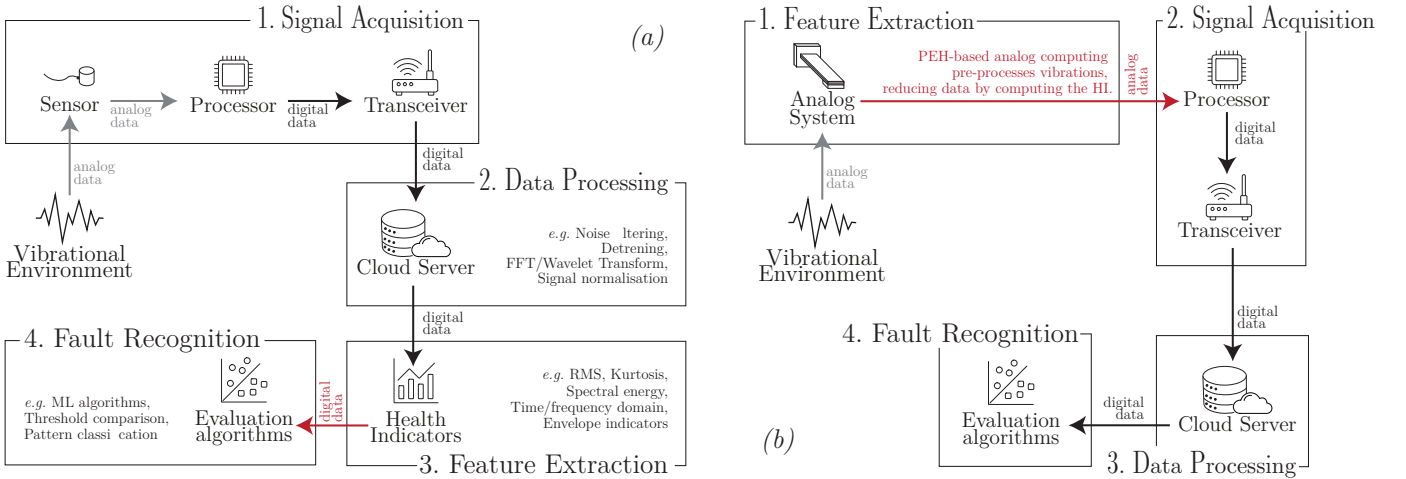 1. Signal Acquisition
(a)
Sensor
analog
data
Processor
digital
data
Transceiver
analog
data
Vibrational
Environment
digital
data
2. Data Processing
Cloud Server
e.g. Noise ltering,
Detrening,
FFT/Wavelet Transform,
Signal normalisation
digital
data
4. Fault Recognition
e.g. ML algorithms,
Threshold comparison,
Pattern classi cation
Evaluation
algorithms
digital
data
Health
Indicators
e.g. RMS, Kurtosis,
Spectral energy,
Time/frequency domain,
Envelope indicators
3. Feature Extraction
1. Feature Extraction
Analog
System
PEH-based analog computing
pre-processes vibrations,
reducing data by computing the HI.
analog
data
analog
data
Vibrational
Environment
2. Signal Acquisition
Processor
digital
data
Transceiver
digital
data
4. Fault Recognition
Evaluation
algorithms
digital
data
Cloud Server
3. Data Processing
(b)